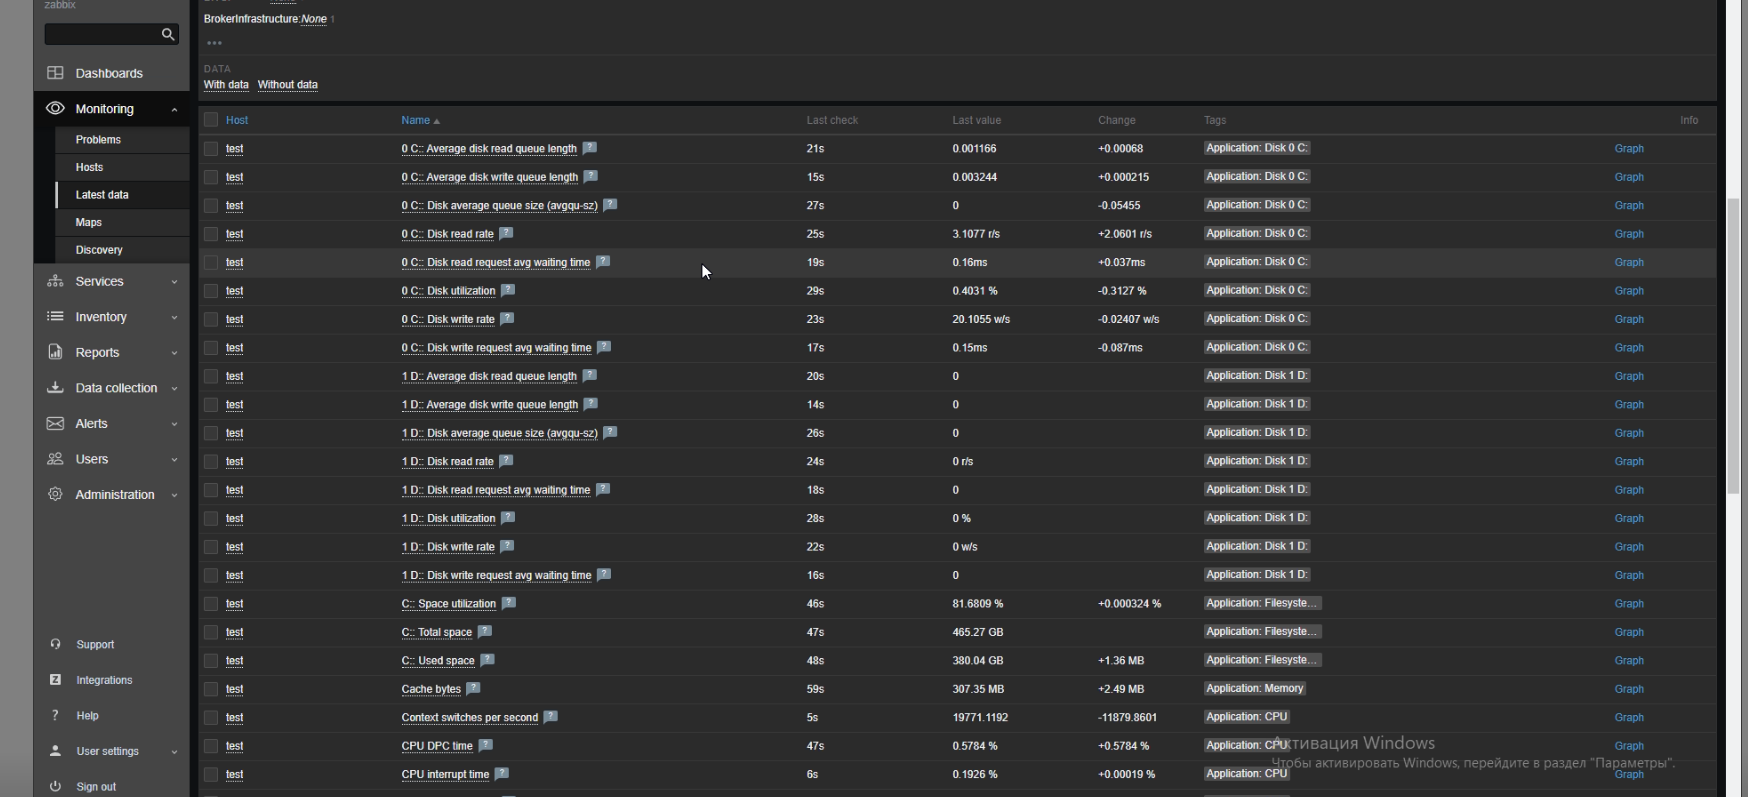 zabbix
Dashboards
Monitoring
Problems
Hosts
Latest data
Maps
Discovery
Services
Inventory
Reports
Data collection
Alerts
Users
Administration
Support
Integrations
Help
User settings
Sign out
BrokerInfrastructure: None 1
•••
DATA
With data Without data
Host Name Last check Last value Change Tags Info
test 0 C:: Average disk read queue length ? 21s 0.001166 +0.00068 Application: Disk 0 C: Graph
test 0 C:: Average disk write queue length ? 15s 0.003244 +0.000215 Application: Disk 0 C: Graph
test 0 C:: Disk average queue size (avgqu-sz) ? 27s 0 -0.05455 Application: Disk 0 C: Graph
test 0 C:: Disk read rate ? 25s 3.1077 r/s +2.0601 r/s Application: Disk 0 C: Graph
test 0 C:: Disk read request avg waiting time ? 19s 0.16ms +0.037ms Application: Disk 0 C: Graph
test 0 C:: Disk utilization ? 29s 0.4031 % -0.3127 % Application: Disk 0 C: Graph
test 0 C:: Disk write rate ? 23s 20.1055 w/s -0.02407 w/s Application: Disk 0 C: Graph
test 0 C:: Disk write request avg waiting time ? 17s 0.15ms -0.087ms Application: Disk 0 C: Graph
test 1 D:: Average disk read queue length ? 20s 0 Application: Disk 1 D: Graph
test 1 D:: Average disk write queue length ? 14s 0 Application: Disk 1 D: Graph
test 1 D:: Disk average queue size (avgqu-sz) ? 26s 0 Application: Disk 1 D: Graph
test 1 D:: Disk read rate ? 24s 0 r/s Application: Disk 1 D: Graph
test 1 D:: Disk read request avg waiting time ? 18s 0 Application: Disk 1 D: Graph
test 1 D:: Disk utilization ? 28s 0 % Application: Disk 1 D: Graph
test 1 D:: Disk write rate ? 22s 0 w/s Application: Disk 1 D: Graph
test 1 D:: Disk write request avg waiting time ? 16s 0 Application: Disk 1 D: Graph
test C:: Space utilization ? 46s 81.6809 % +0.000324 % Application: Filesyste... Graph
test C:: Total space ? 47s 465.27 GB Application: Filesyste... Graph
test C:: Used space ? 48s 380.04 GB +1.36 MB Application: Filesyste... Graph
test Cache bytes ? 59s 307.35 MB +2.49 MB Application: Memory Graph
test Context switches per second ? 5s 19771.1192 -11879.8601 Application: CPU Graph
test CPU DPC time ? 47s 0.5784 % +0.5784 % Application: CPU Graph
test CPU interrupt time ? 6s 0.1926 % +0.00019 % Application: CPU Graph
Активация Windows
Чтобы активировать Windows, перейдите в раздел "Параметры".